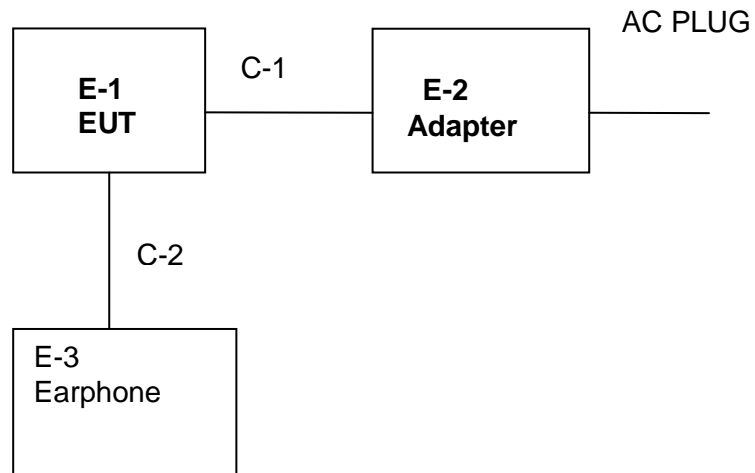 AC PLUG
C-1
E-1
EUT
E-2
Adapter
C-2
E-3
Earphone